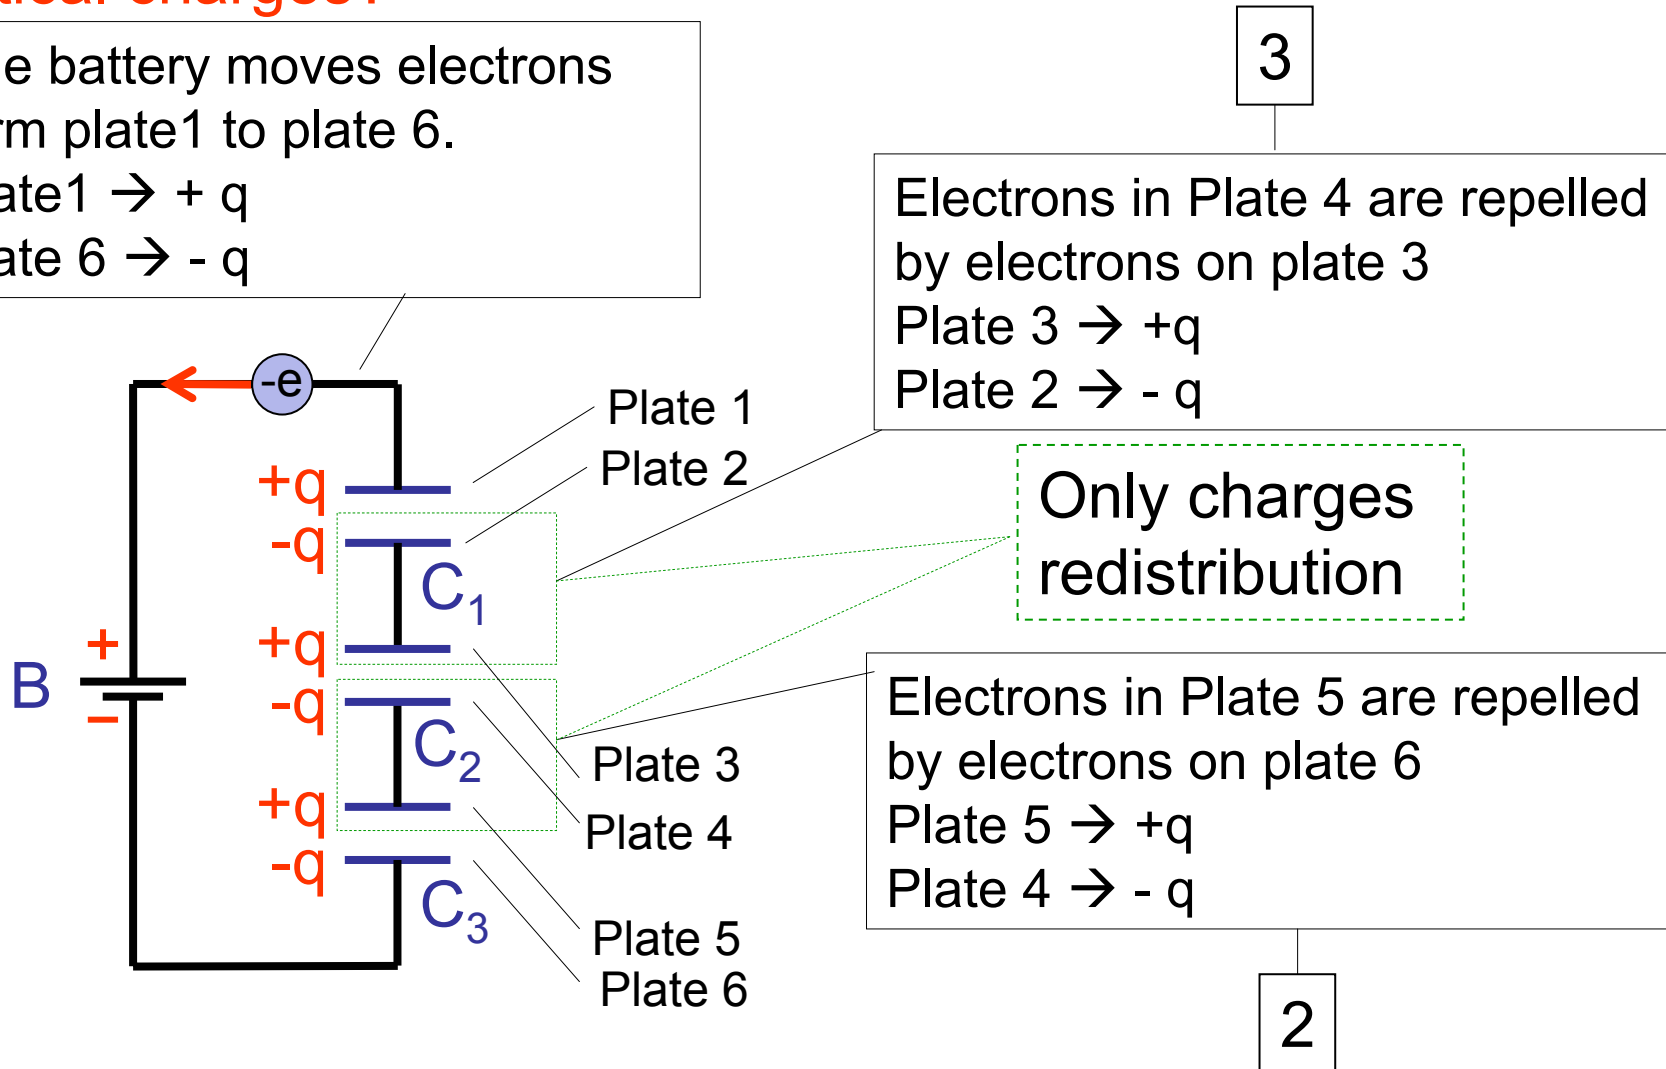 charges?
battery moves electrons
plate1 to plate 6.
→ + q
6 → - q
3
Electrons in Plate 4 are repelled
by electrons on plate 3
Plate 3 → +q
Plate 2 → - q
-e
Plate 1
Plate 2
+q
-q
C1
Only charges
redistribution
+
B
–
+q
-q
C2
Plate 3
Plate 4
+q
-q
C3
Plate 5
Plate 6
Electrons in Plate 5 are repelled
by electrons on plate 6
Plate 5 → +q
Plate 4 → - q
2